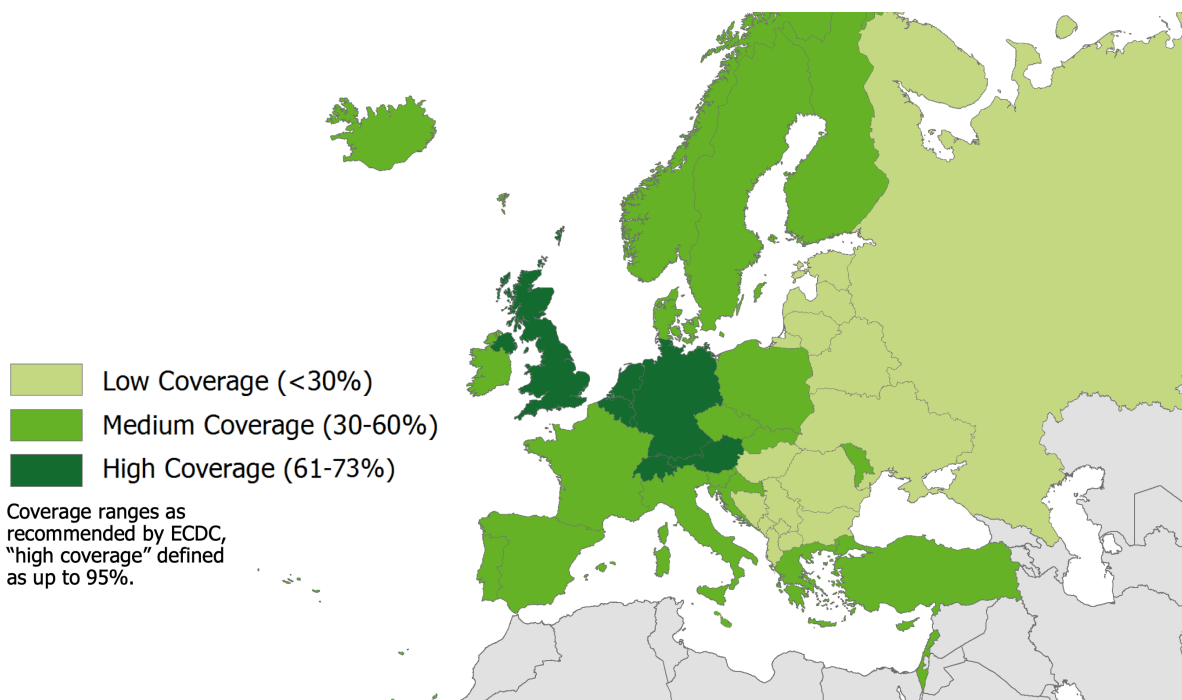 Low Coverage (<30%)
Medium Coverage (30-60%)
High Coverage (61-73%)
Coverage ranges as
recommended by ECDC,
“high coverage” defined
as up to 95%.